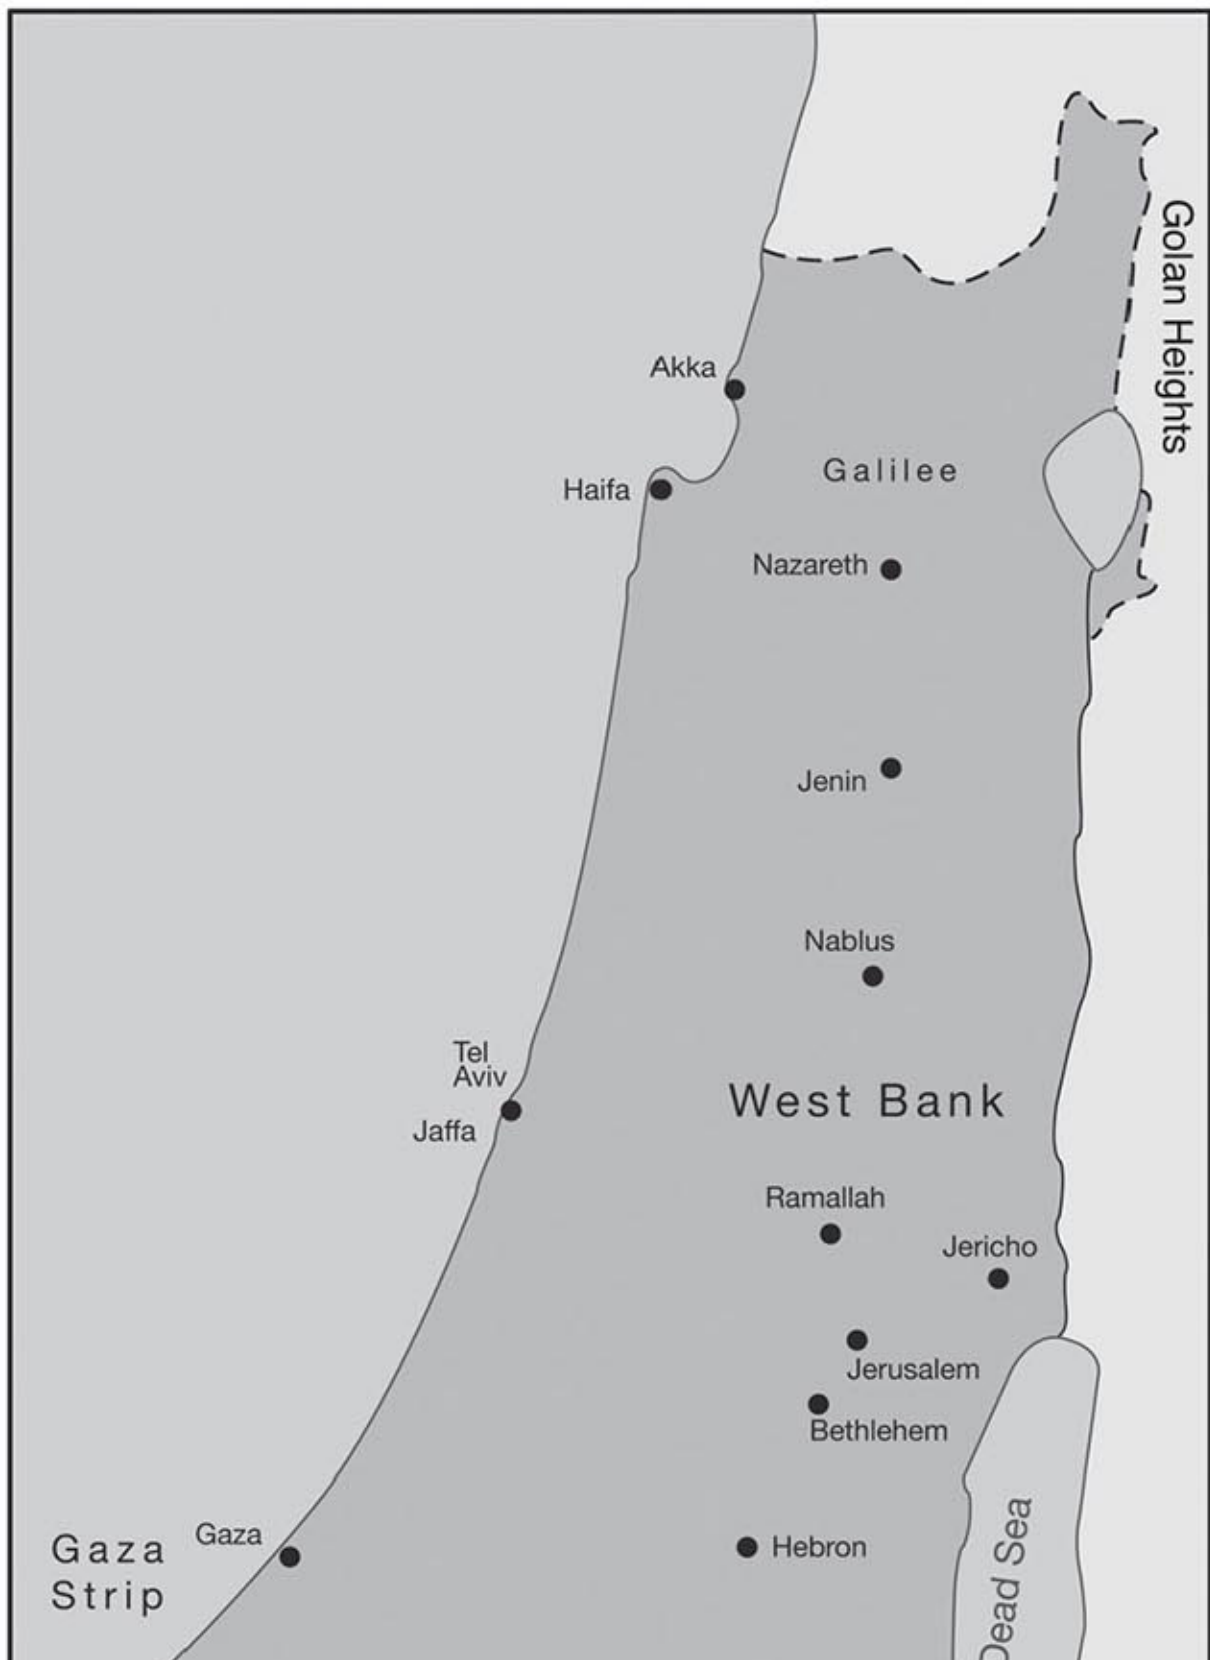 Golan Heights
Akka
Galilee
Haifa
Nazareth
Jenin
Nablus
Tel
Aviv
West Bank
Jaffa
Ramallah
Jericho
Jerusalem
Bethlehem
Gaza
Gaza
Strip
Hebron
Dead Sea